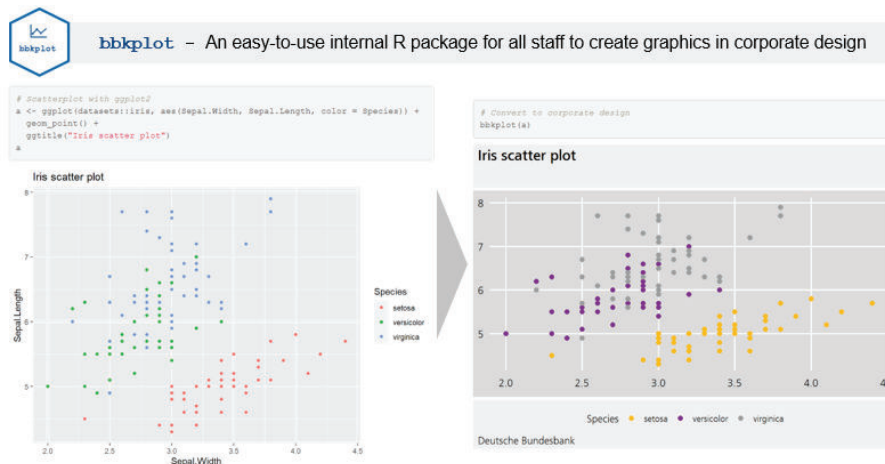 bbkplot
bbkplot – An easy-to-use internal R package for all staff to create graphics in corporate design
# Scatterplot with ggplot2
a <- ggplot(datasets::iris, aes(Sepal.Width, Sepal.Length, color = Species)) +
geom_point() +
ggtitle("Iris scatter plot")
a
Iris scatter plot
8
7
6
5
Sepal.Length
2.0 2.5 3.0 3.5 4.0 4.5
Sepal.Width
Species
setosa
versicolor
virginica
# Convert to corporate design
bbkplot(a)
Iris scatter plot
8
7
6
5
2.0 2.5 3.0 3.5 4.0
Species setosa versicolor virginica
Deutsche Bundesbank